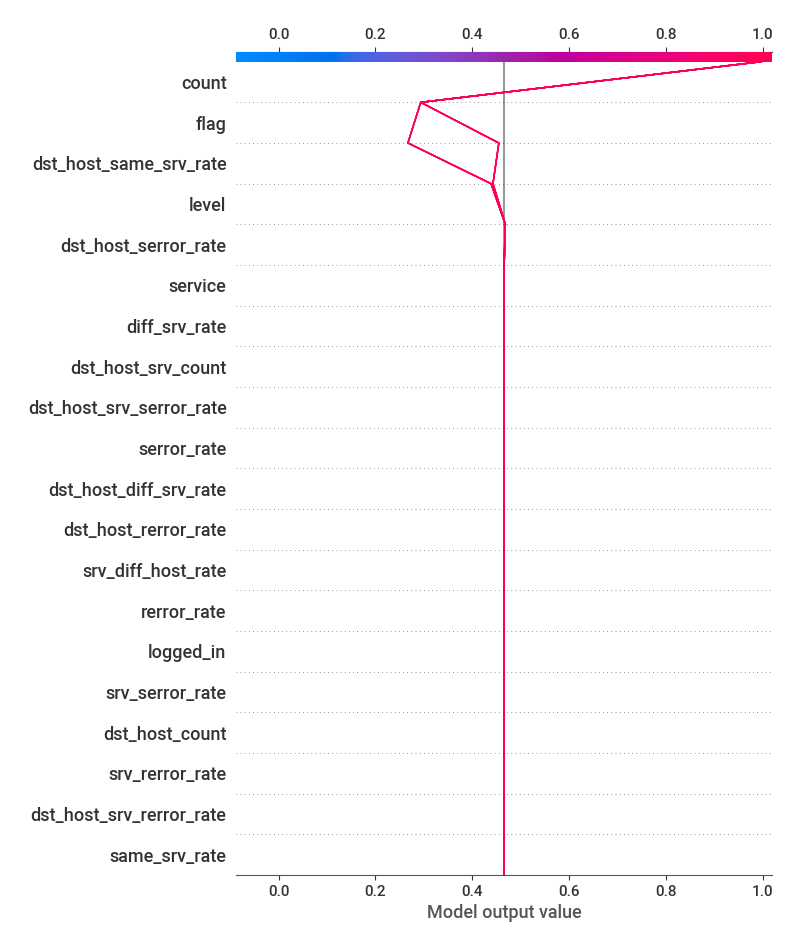 0.0 0.2 0.4 0.6 0.8 1.0
count
flag
dst_host_same_srv_rate
level
dst_host_serror_rate
service
diff_srv_rate
dst_host_srv_count
dst_host_srv_serror_rate
serror_rate
dst_host_diff_srv_rate
dst_host_rerror_rate
srv_diff_host_rate
rerror_rate
logged_in
srv_serror_rate
dst_host_count
srv_rerror_rate
dst_host_srv_rerror_rate
same_srv_rate
0.0 0.2 0.4 0.6 0.8 1.0
Model output value